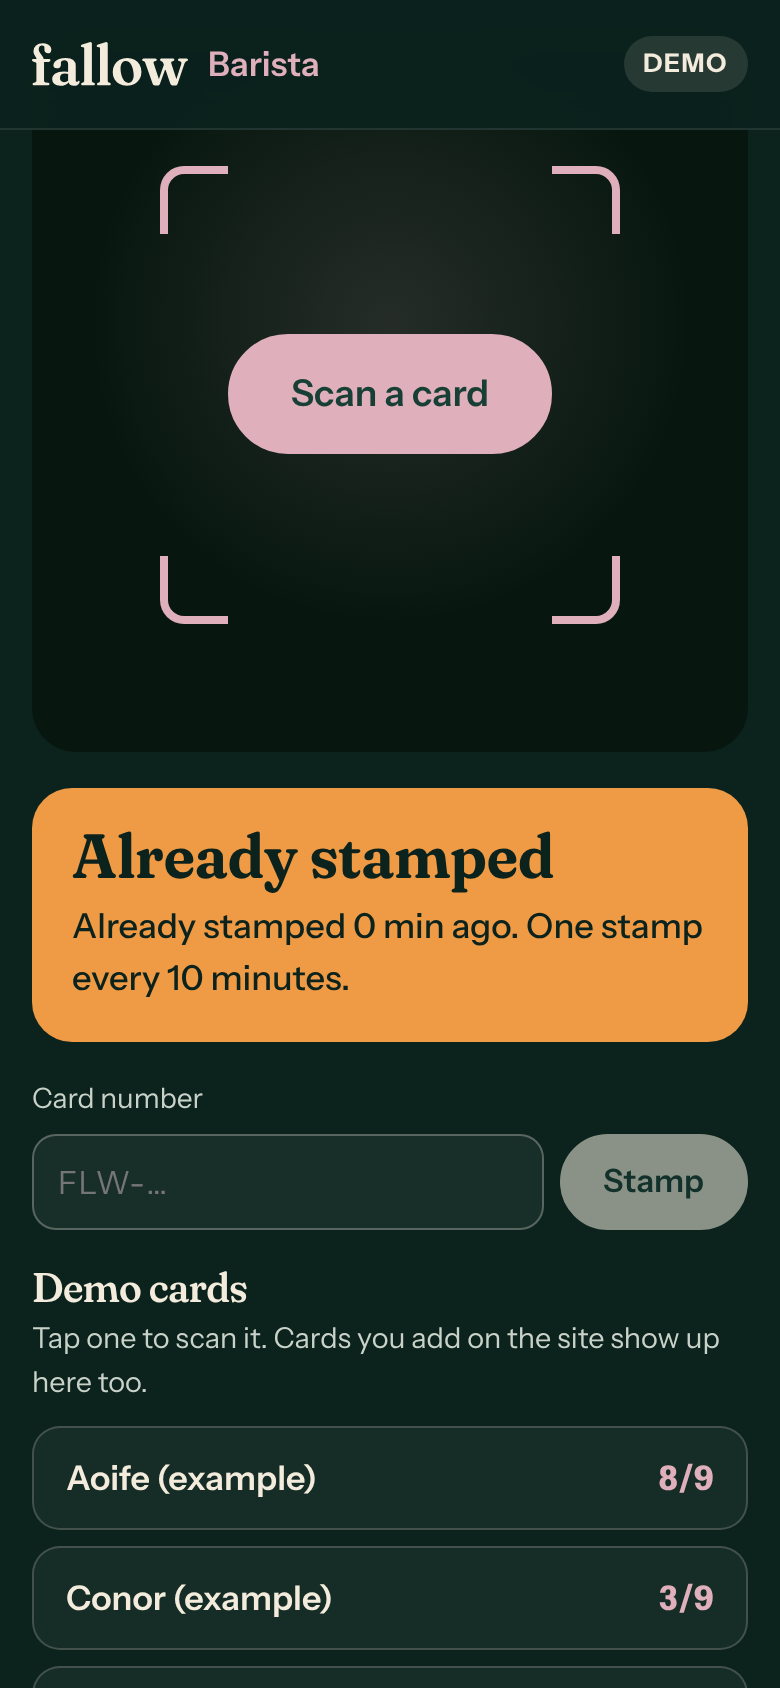 fallow Barista DEMO
Scan a card
Already stamped
Already stamped 0 min ago. One stamp
every 10 minutes.
Card number
FLW-…
Stamp
Demo cards
Tap one to scan it. Cards you add on the site show up
here too.
Aoife (example) 8/9
Conor (example) 3/9